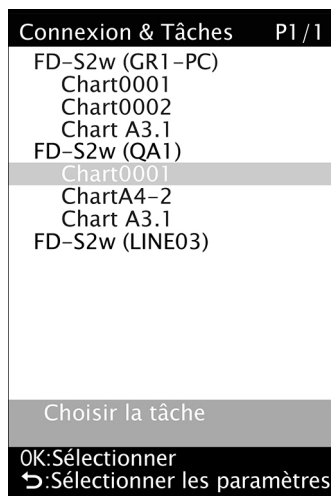 Connexion & Tâches P1/1
FD-S2w (GR1-PC)
Chart0001
Chart0002
Chart A3.1
FD-S2w (QA1)
Chart0001
ChartA4-2
Chart A3.1
FD-S2w (LINE03)
Choisir la tâche
OK:Sélectionner
⮌:Sélectionner les paramètres